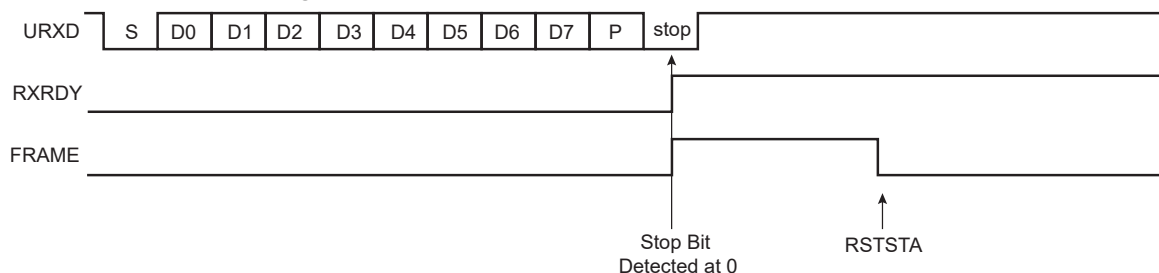 URXD S D0 D1 D2 D3 D4 D5 D6 D7 P stop
RXRDY
FRAME
Stop Bit
Detected at 0
RSTSTA